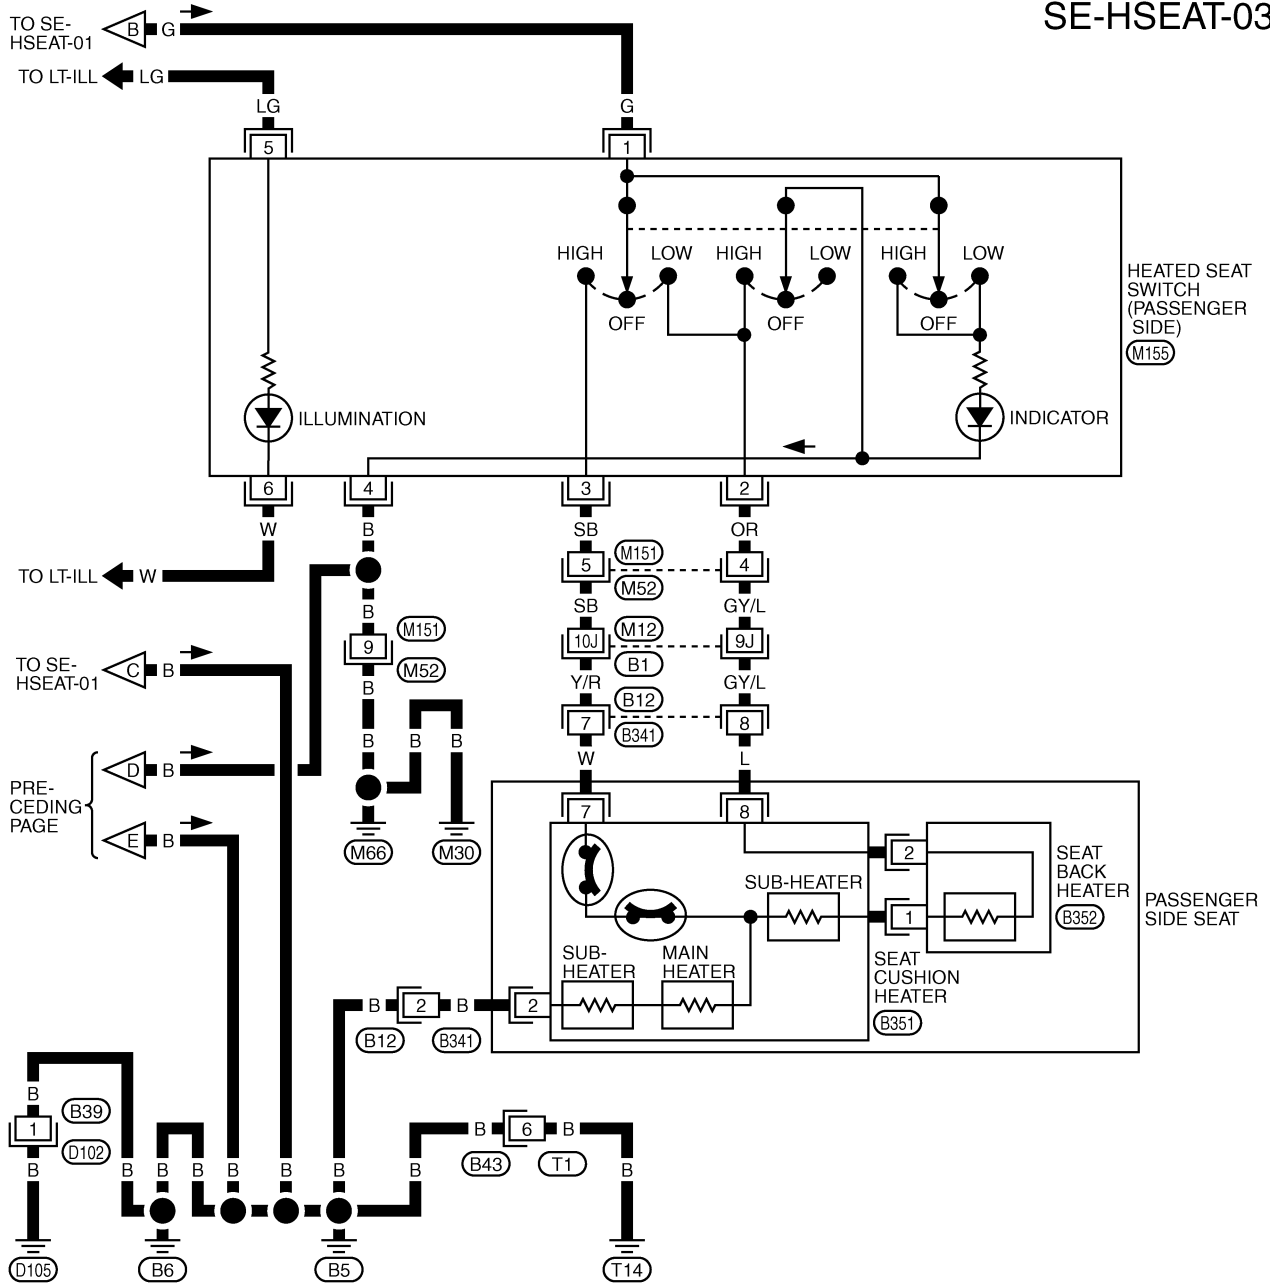 SE-HSEAT-03
TO SE-
HSEAT-01
B
G
TO LT-ILL
LG
LG
G
5
1
HIGH
LOW
HIGH
LOW
HIGH
LOW
OFF
OFF
OFF
HEATED SEAT
SWITCH
(PASSENGER
SIDE)
M155
ILLUMINATION
INDICATOR
6
4
3
2
W
B
SB
OR
TO LT-ILL
W
5
M151
M52
4
B
SB
GY/L
9
M151
M52
10J
M12
B1
9J
TO SE-
HSEAT-01
C
B
B
Y/R
GY/L
7
B12
B341
8
B
B
B
W
L
PRE-
CEDING
PAGE
D
B
E
B
M66
M30
7
8
2
SEAT
BACK
HEATER
B352
SUB-HEATER
1
PASSENGER
SIDE SEAT
SUB-
HEATER
MAIN
HEATER
SEAT
CUSHION
HEATER
B351
B
2
B
2
B12
B341
B
1
B39
D102
B
6
B
B43
T1
B
B
B
B
B
B
B
B
B
D105
B6
B5
T14